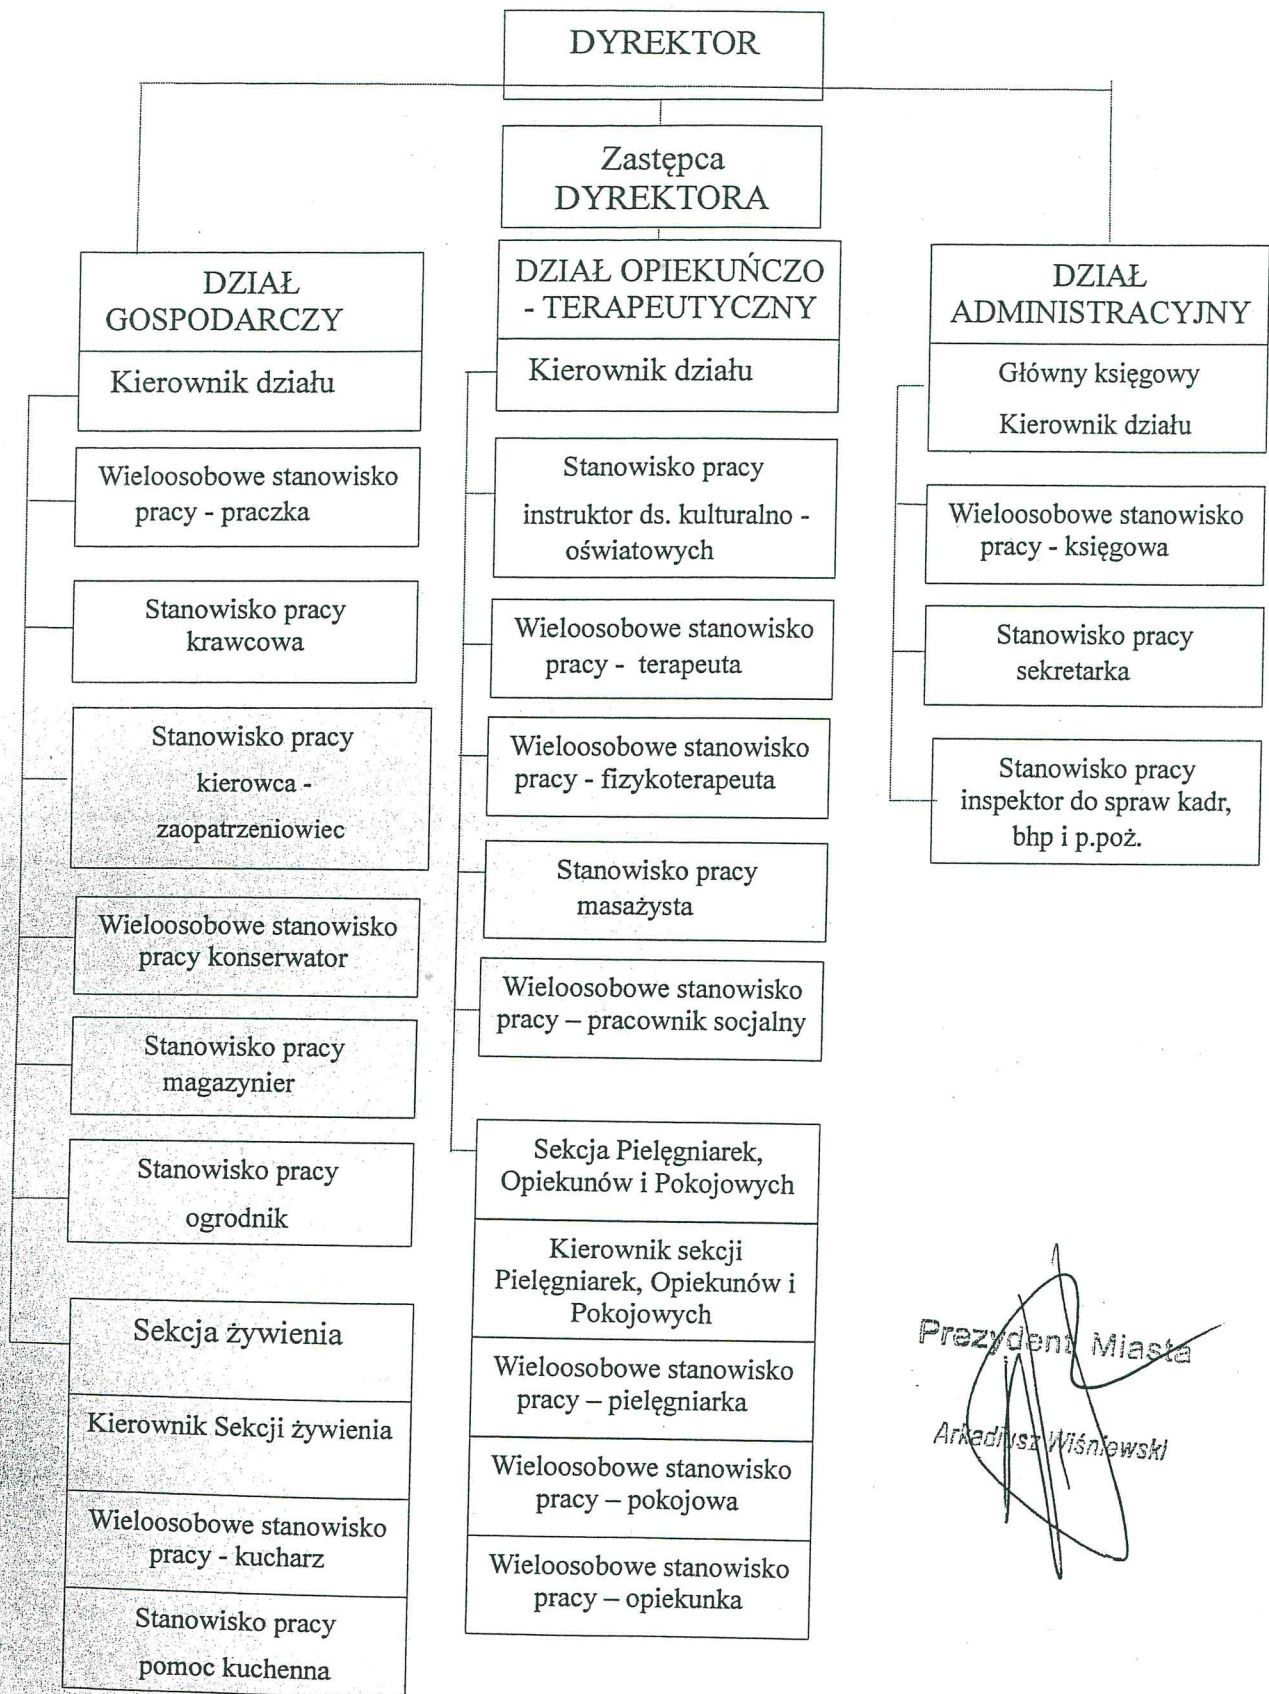 DYREKTOR
Zastępca
DYREKTORA
DZIAŁ
GOSPODARCZY
Kierownik działu
Wieloosobowe stanowisko
pracy - praczka
Stanowisko pracy
krawcowa
Stanowisko pracy
kierowca -
zaopatrzeniowiec
Wieloosobowe stanowisko
pracy konserwator
Stanowisko pracy
magazynier
Stanowisko pracy
ogrodnik
Sekcja żywienia
Kierownik Sekcji żywienia
Wieloosobowe stanowisko
pracy - kucharz
Stanowisko pracy
pomoc kuchenna
DZIAŁ OPIEKUŃCZO
- TERAPEUTYCZNY
Kierownik działu
Stanowisko pracy
instruktor ds. kulturalno -
oświatowych
Wieloosobowe stanowisko
pracy - terapeuta
Wieloosobowe stanowisko
pracy - fizykoterapeuta
Stanowisko pracy
masażysta
Wieloosobowe stanowisko
pracy – pracownik socjalny
Sekcja Pielęgniarek,
Opiekunów i Pokojowych
Kierownik sekcji
Pielęgniarek, Opiekunów i
Pokojowych
Wieloosobowe stanowisko
pracy – pielęgniarka
Wieloosobowe stanowisko
pracy – pokojowa
Wieloosobowe stanowisko
pracy – opiekunka
DZIAŁ
ADMINISTRACYJNY
Główny księgowy
Kierownik działu
Wieloosobowe stanowisko
pracy - księgowa
Stanowisko pracy
sekretarka
Stanowisko pracy
inspektor do spraw kadr,
bhp i p.poż.
Prezydent Miasta
Arkadiusz Wiśniewski